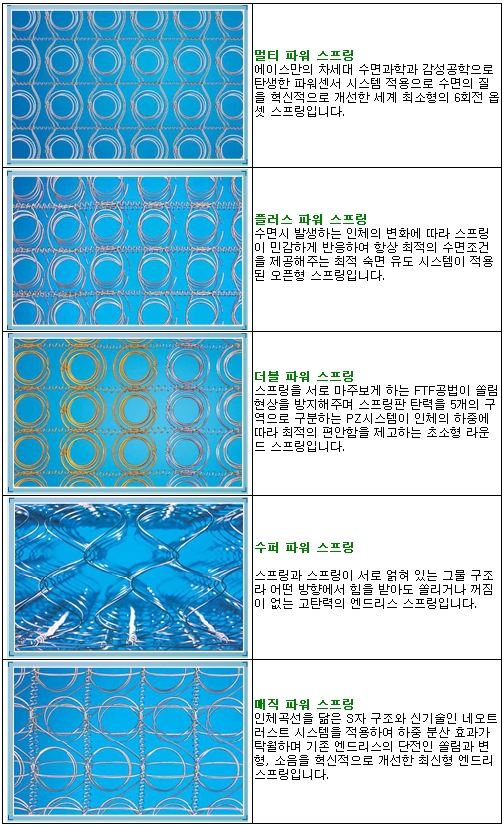 멀티 파워 스프링
에이스만의 차세대 수면과학과 감성공학으로
탄생한 파워센서 시스템 적용으로 수면의 질
을 혁신적으로 개선한 세계 최소형의 6회전 옵
셋 스프링입니다.
플러스 파워 스프링
수면시 발생하는 인체의 변화에 따라 스프링
이 민감하게 반응하여 항상 최적의 수면조건
을 제공해주는 최적 숙면 유도 시스템이 적용
된 오픈형 스프링입니다.
더블 파워 스프링
스프링을 서로 마주보게 하는 FTF공법이 쏠림
현상을 방지해주며 스프링판 탄력을 5개의 구
역으로 구분하는 PZ시스템이 인체의 하중에
따라 최적의 편안함을 제고하는 초소형 라운
드 스프링입니다.
수퍼 파워 스프링
스프링과 스프링이 서로 얽혀 있는 그물 구조
라 어떤 방향에서 힘을 받아도 쏠리거나 꺼짐
이 없는 고탄력의 엔드리스 스프링입니다.
매직 파워 스프링
인체곡선을 닮은 S자 구조와 신기술인 네오트
러스트 시스템을 적용하여 하중 분산 효과가
탁월하며 기존 엔드리스의 단전인 쏠림과 변
형, 소음을 혁신적으로 개선한 최신형 엔드리
스프링입니다.